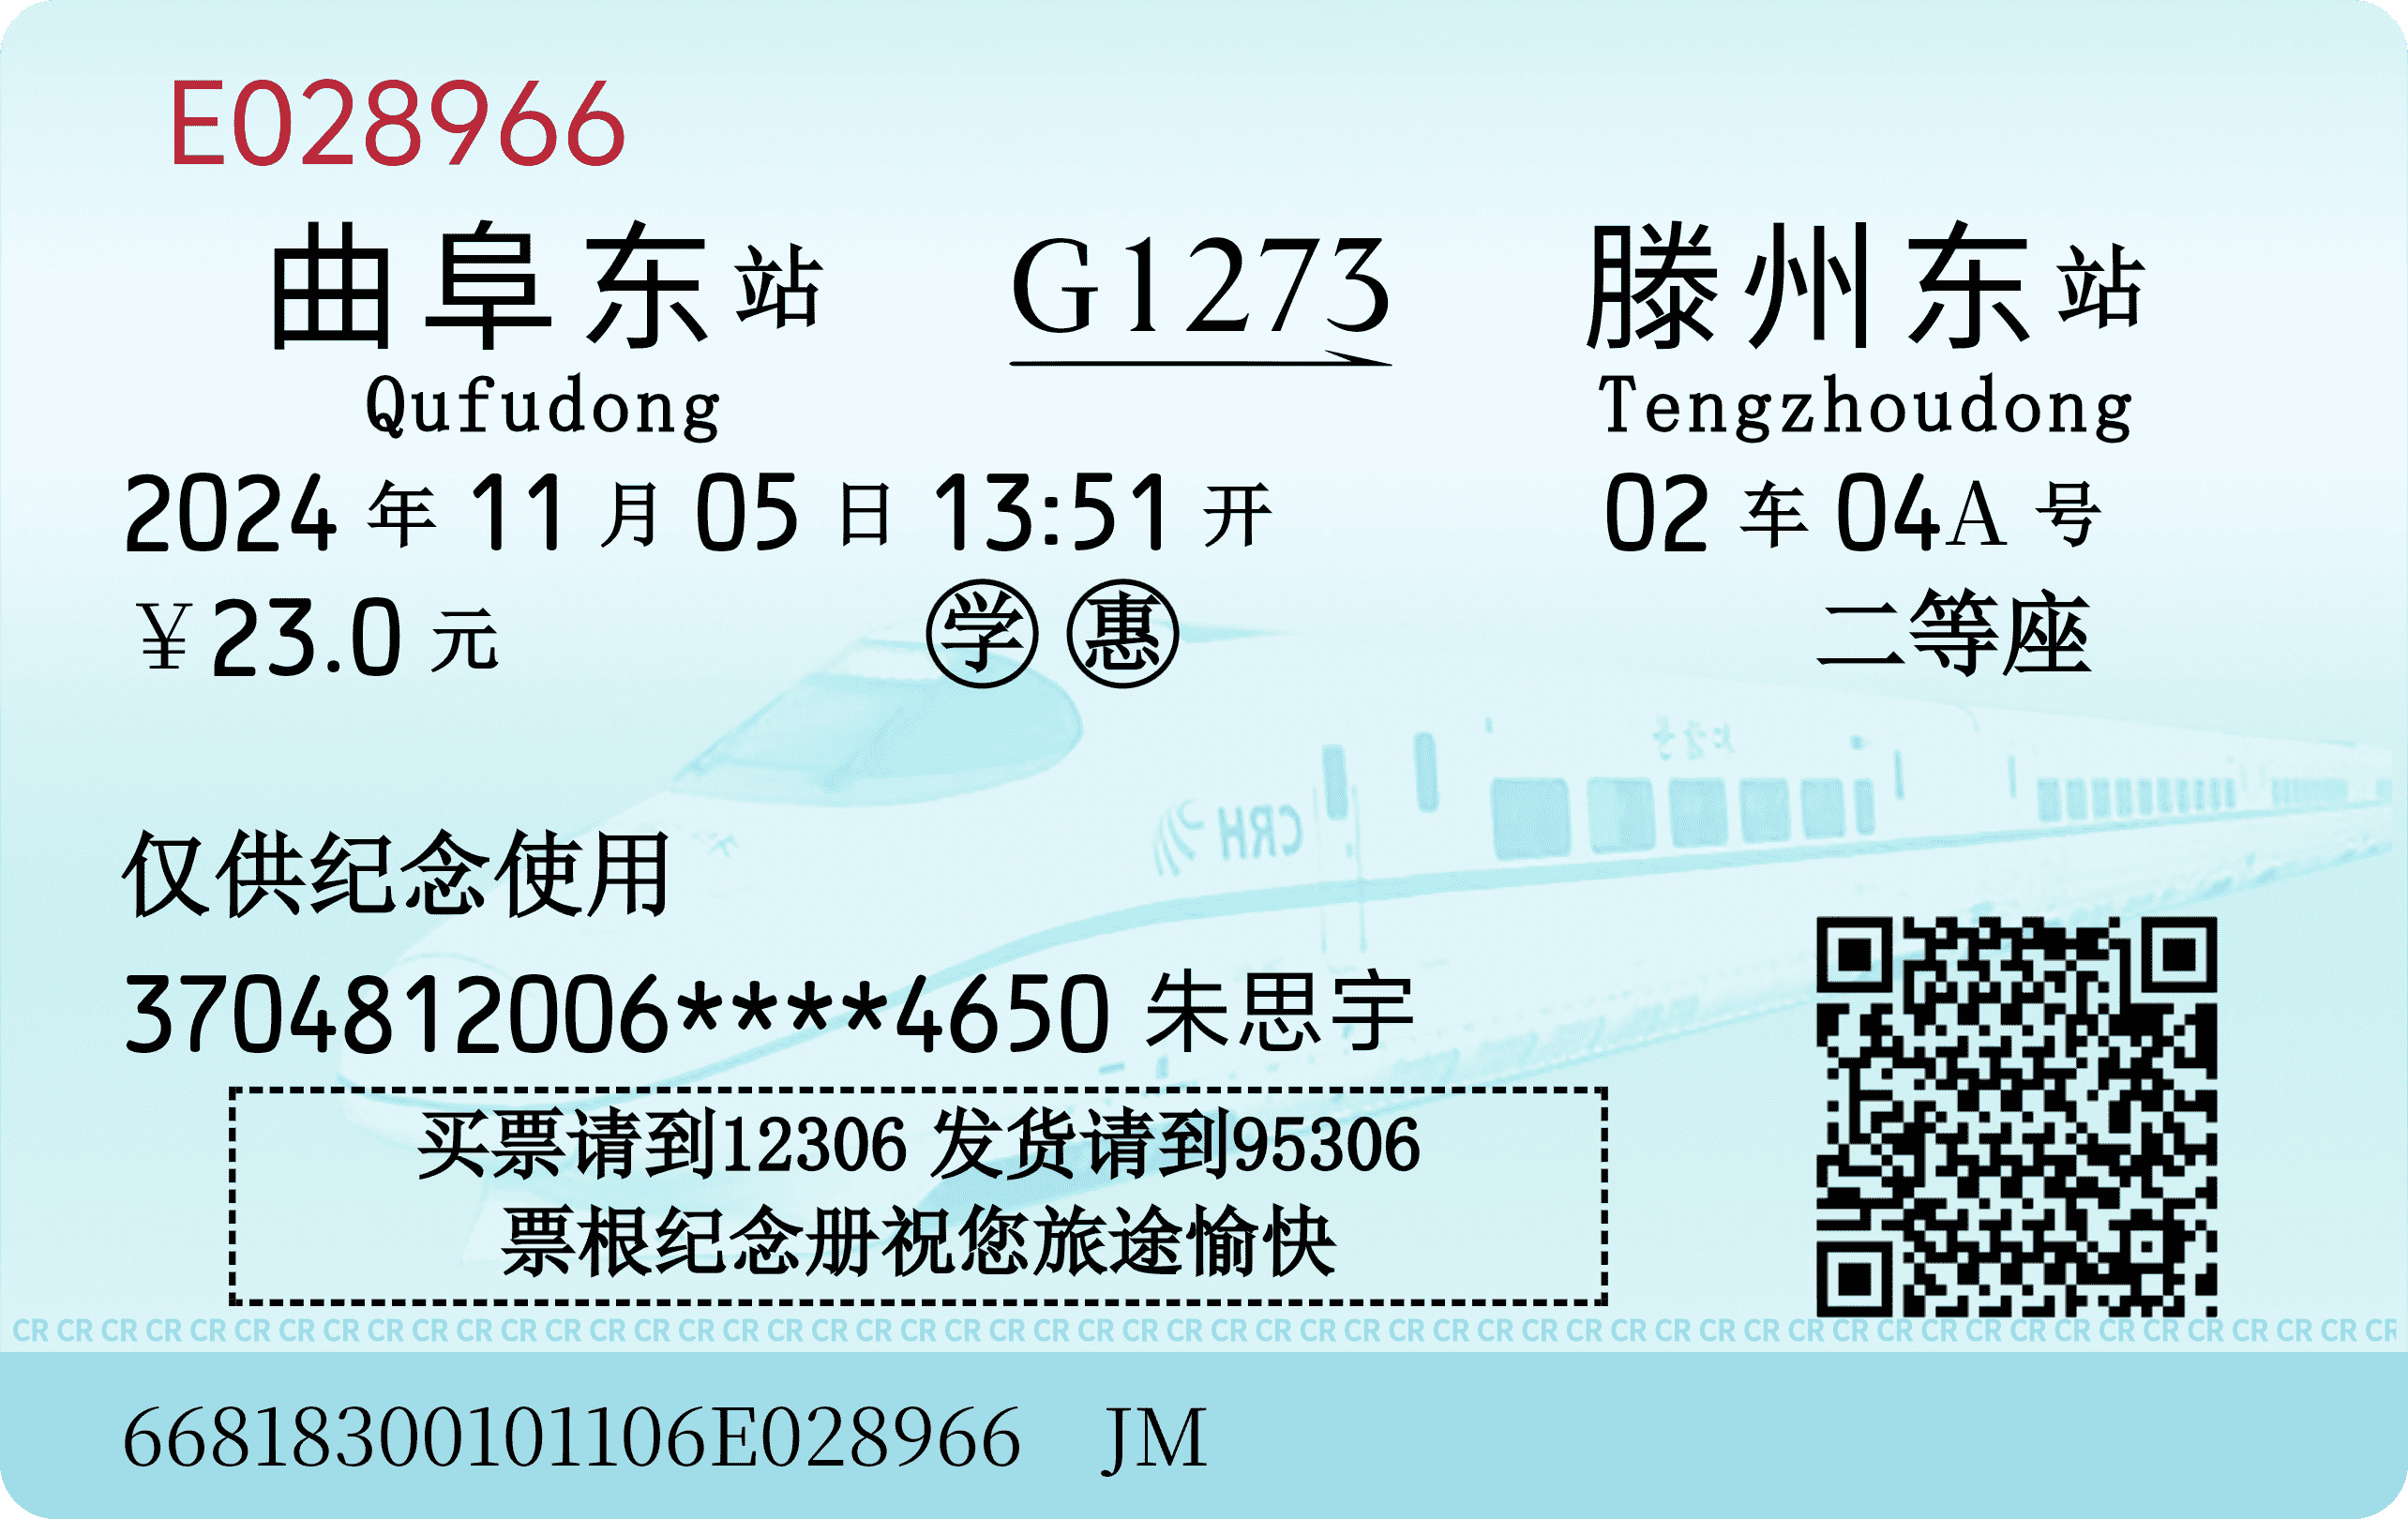 E028966
曲阜东站 G1273 滕州东站
Qufudong Tengzhoudong
2024年11月05日13:51开 02车04A号
¥23.0元 学 惠 二等座
CRH
仅供纪念使用
3704812006****4650 朱思宇
买票请到12306 发货请到95306
票根纪念册祝您旅途愉快
CR CR CR CR CR CR CR CR CR CR CR CR CR CR CR CR CR CR CR CR CR CR CR CR CR CR CR CR CR CR CR CR CR CR CR CR CR CR CR CR CR CR CR CR CR CR CR CR CR CR CR CR CR CR
66818300101106E028966 JM